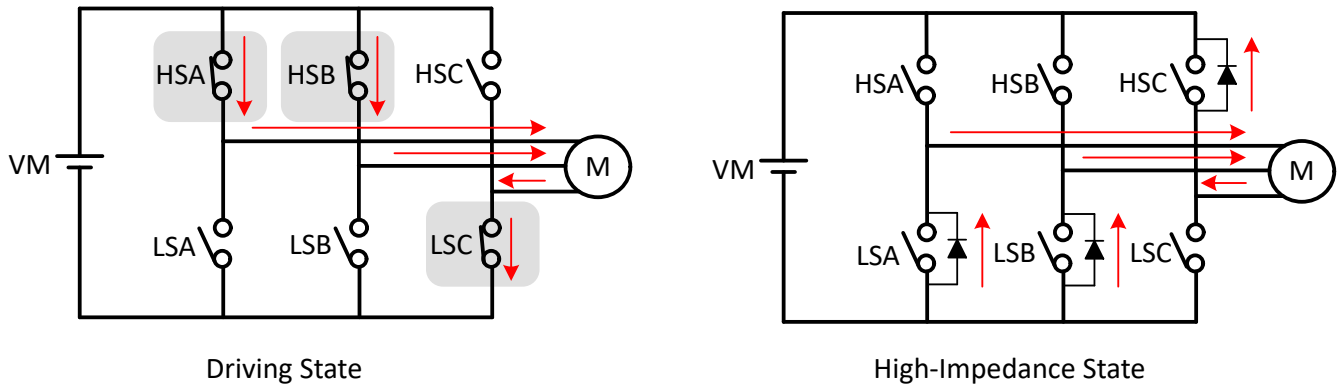 HSA HSB HSC
VM M
LSA LSB LSC
Driving State
HSA HSB HSC
VM M
LSA LSB LSC
High-Impedance State